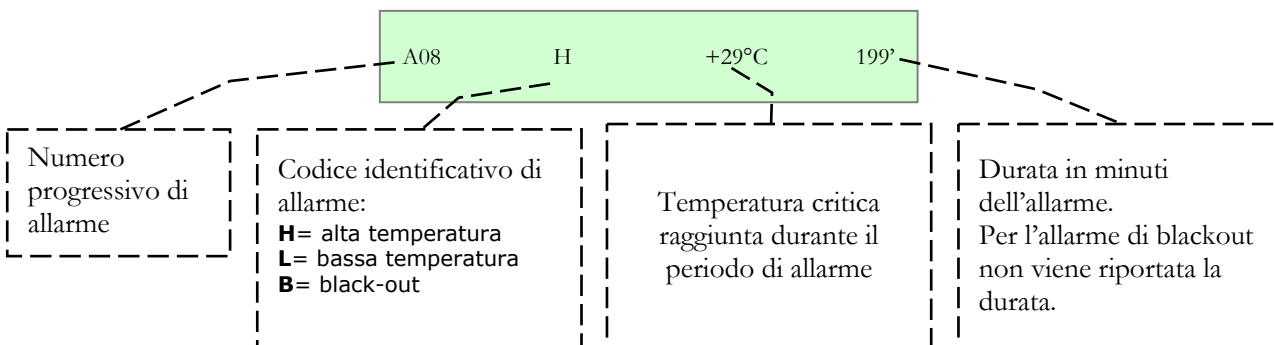 A08 H +29°C 199’
Numero
progressivo di
allarme
Codice identificativo di
allarme:
H= alta temperatura
L= bassa temperatura
B= black-out
Temperatura critica
raggiunta durante il
periodo di allarme
Durata in minuti
dell’allarme.
Per l’allarme di blackout
non viene riportata la
durata.